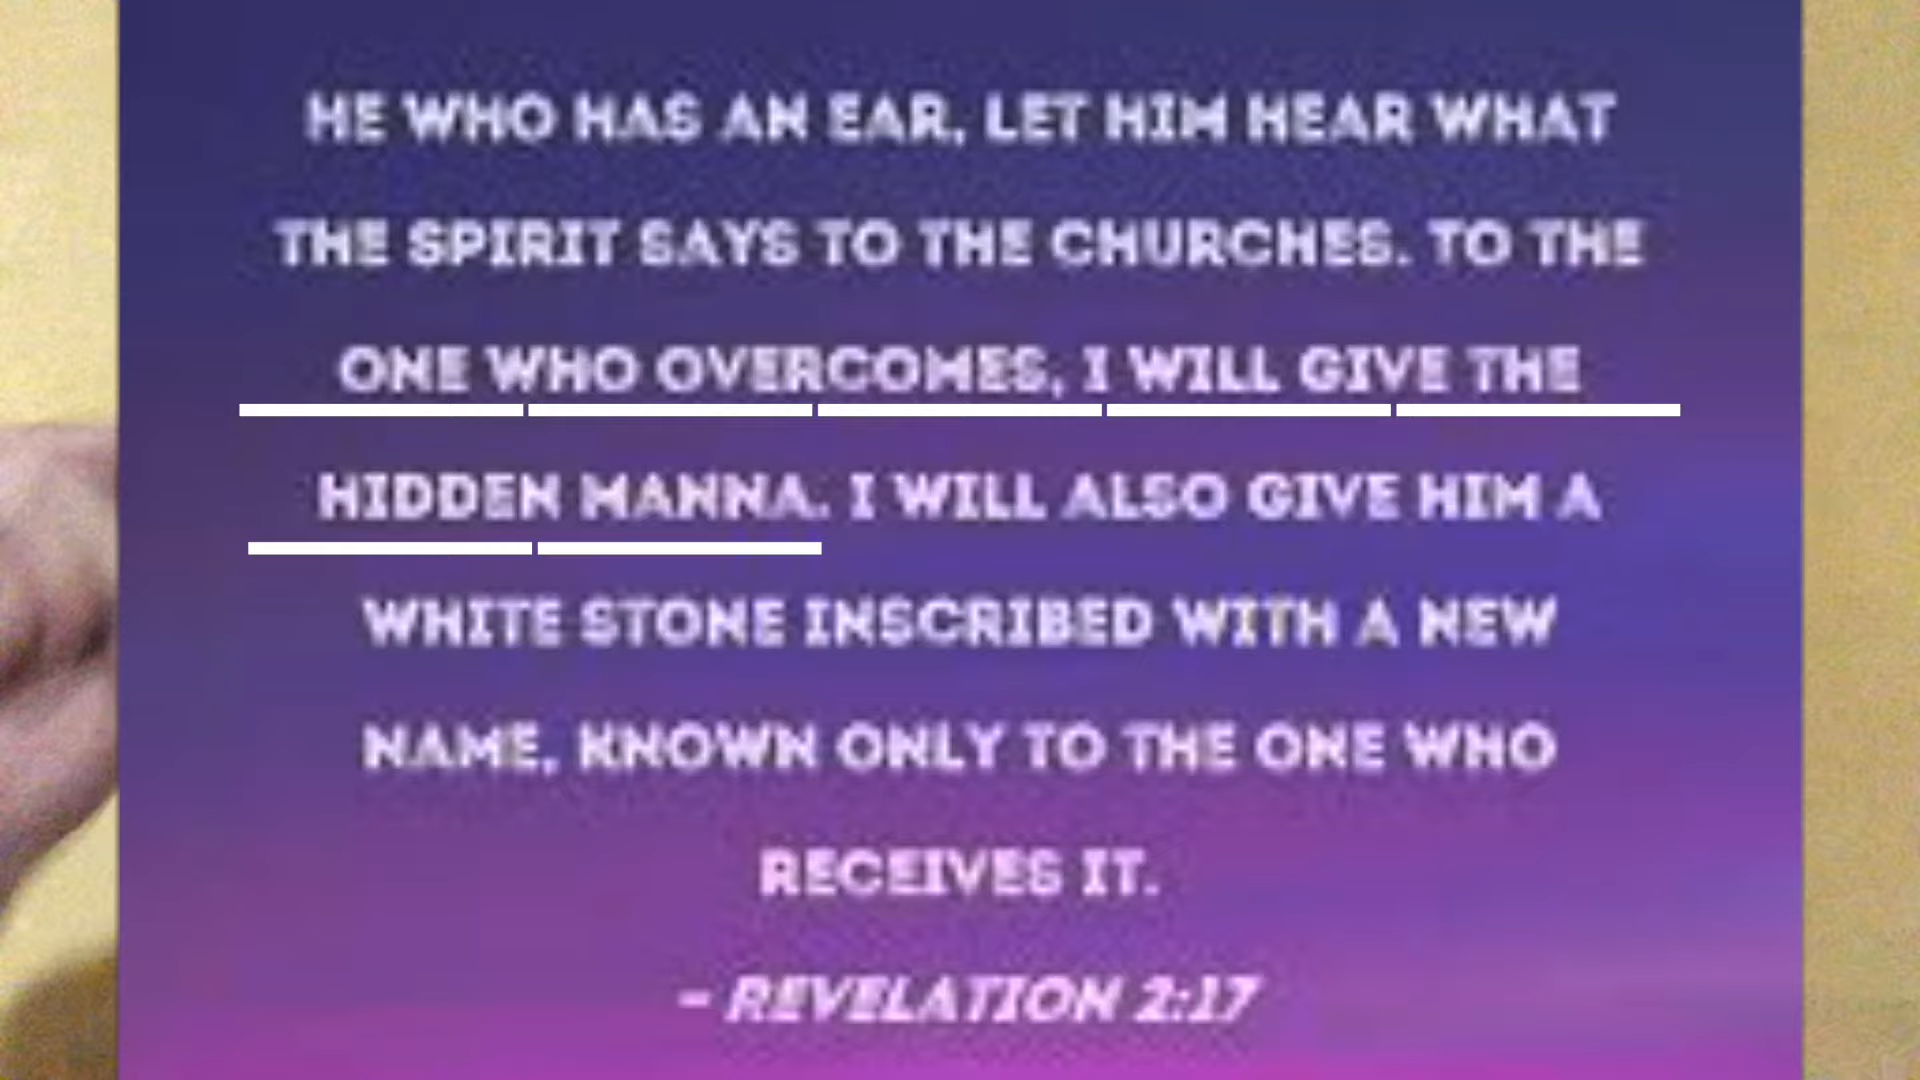 HE WHO HAS AN EAR, LET HIM HEAR WHAT
THE SPIRIT SAYS TO THE CHURCHES. TO THE
ONE WHO OVERCOMES, I WILL GIVE THE
HIDDEN MANNA. I WILL ALSO GIVE HIM A
WHITE STONE INSCRIBED WITH A NEW
NAME, KNOWN ONLY TO THE ONE WHO
RECEIVES IT.
- REVELATION 2:17